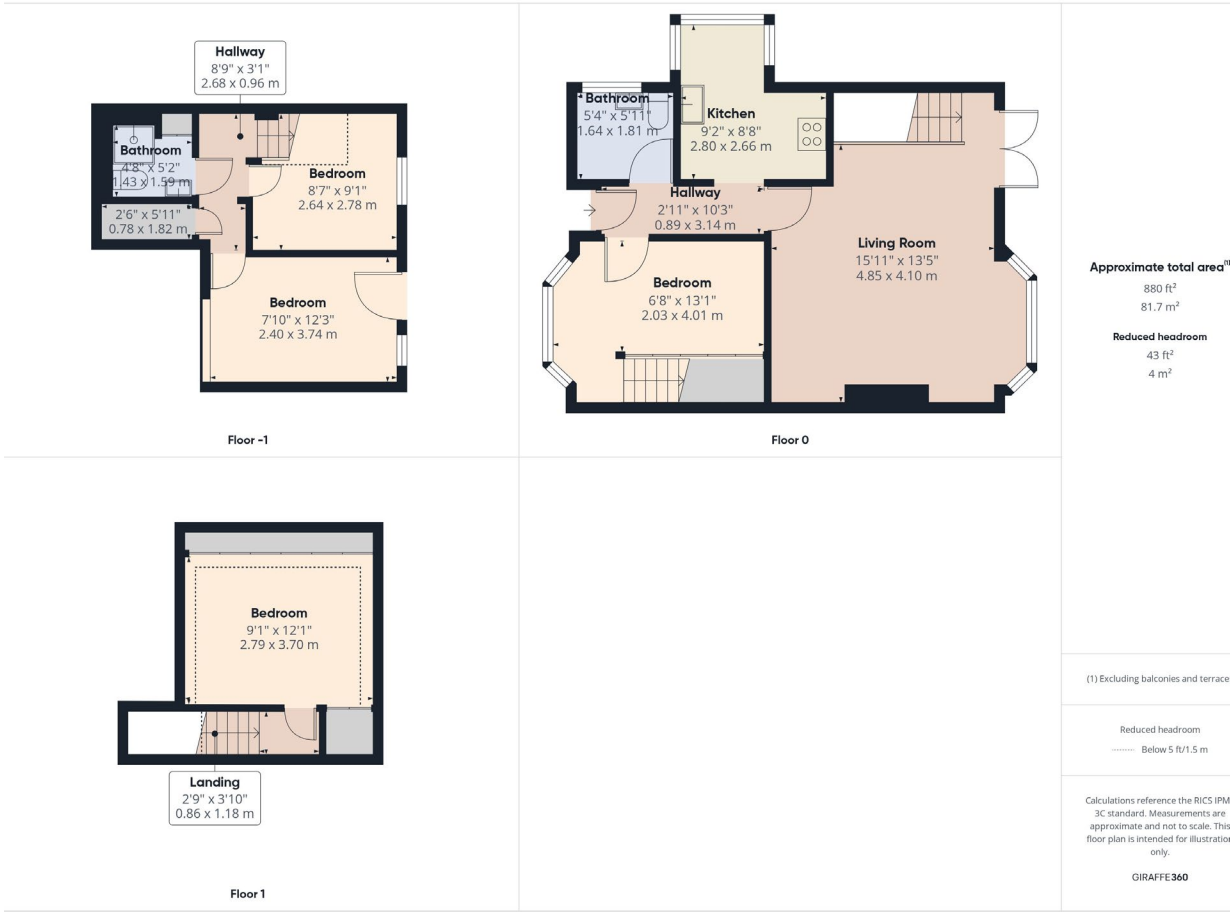 Hallway
8'9" x 3'1"
2.68 x 0.96 m
Bathroom
4'8" x 5'2"
1.43 x 1.59 m
2'6" x 5'11"
0.78 x 1.82 m
Bedroom
8'7" x 9'1"
2.64 x 2.78 m
Bedroom
7'10" x 12'3"
2.40 x 3.74 m
Floor -1
Bathroom
5'4" x 5'11"
1.64 x 1.81 m
Kitchen
9'2" x 8'8"
2.80 x 2.66 m
Hallway
2'11" x 10'3"
0.89 x 3.14 m
Living Room
15'11" x 13'5"
4.85 x 4.10 m
Bedroom
6'8" x 13'1"
2.03 x 4.01 m
Floor 0
Bedroom
9'1" x 12'1"
2.79 x 3.70 m
Landing
2'9" x 3'10"
0.86 x 1.18 m
Floor 1
Approximate total area(1)
880 ft²
81.7 m²
Reduced headroom
43 ft²
4 m²
(1) Excluding balconies and terrace
Reduced headroom
Below 5 ft/1.5 m
Calculations reference the RICS IPM
3C standard. Measurements are
approximate and not to scale. This
floor plan is intended for illustration
only.
GIRAFFE360